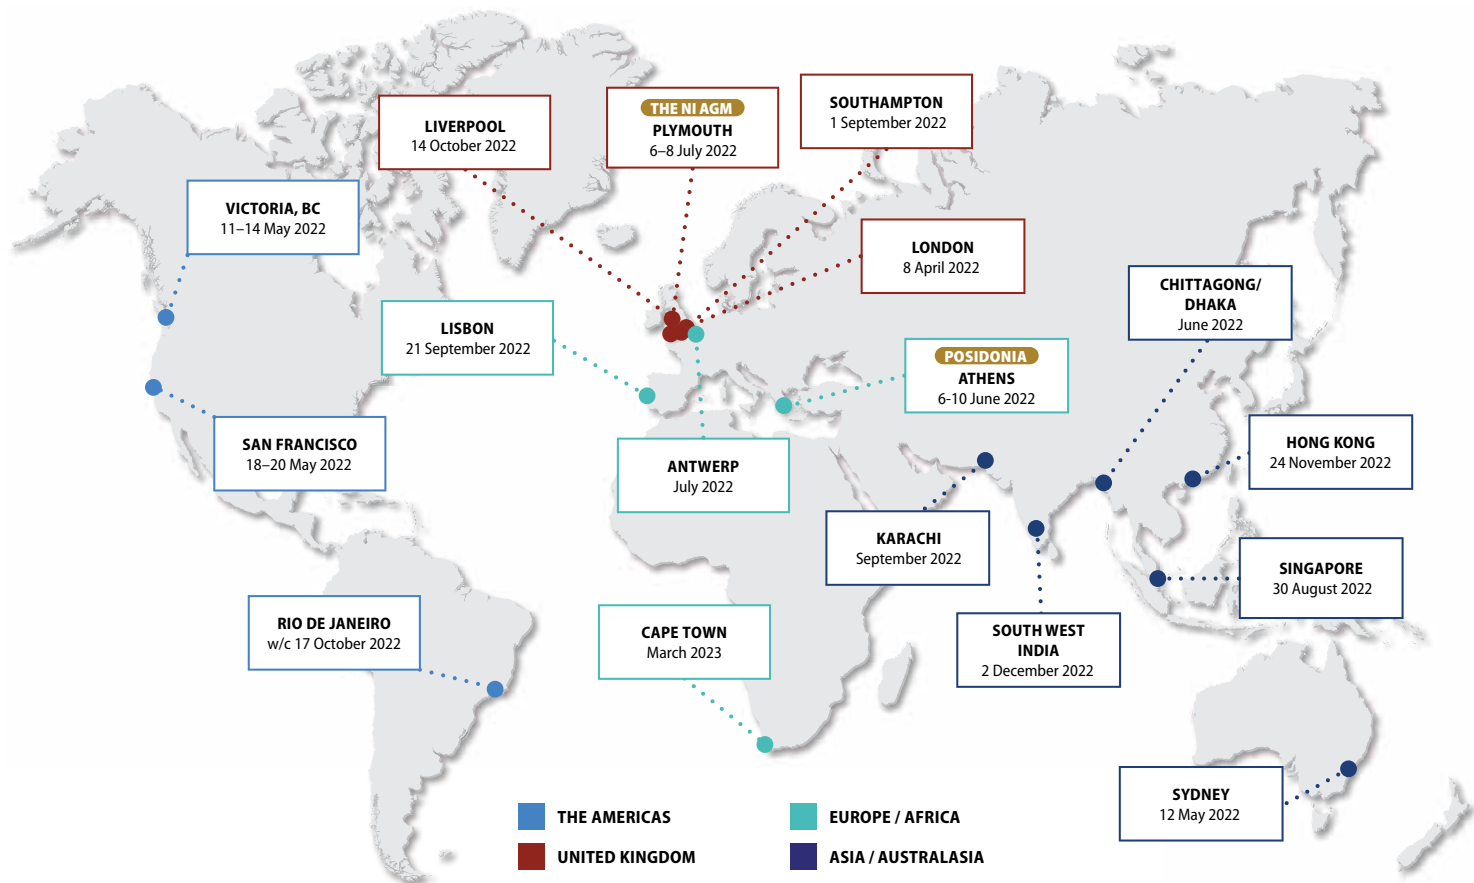 LIVERPOOL
14 October 2022
THE NI AGM
PLYMOUTH
6–8 July 2022
SOUTHAMPTON
1 September 2022
VICTORIA, BC
11–14 May 2022
LONDON
8 April 2022
CHITTAGONG/
DHAKA
June 2022
LISBON
21 September 2022
POSIDONIA
ATHENS
6-10 June 2022
SAN FRANCISCO
18–20 May 2022
ANTWERP
July 2022
HONG KONG
24 November 2022
KARACHI
September 2022
SINGAPORE
30 August 2022
RIO DE JANEIRO
w/c 17 October 2022
CAPE TOWN
March 2023
SOUTH WEST
INDIA
2 December 2022
SYDNEY
12 May 2022
THE AMERICAS
EUROPE / AFRICA
UNITED KINGDOM
ASIA / AUSTRALASIA